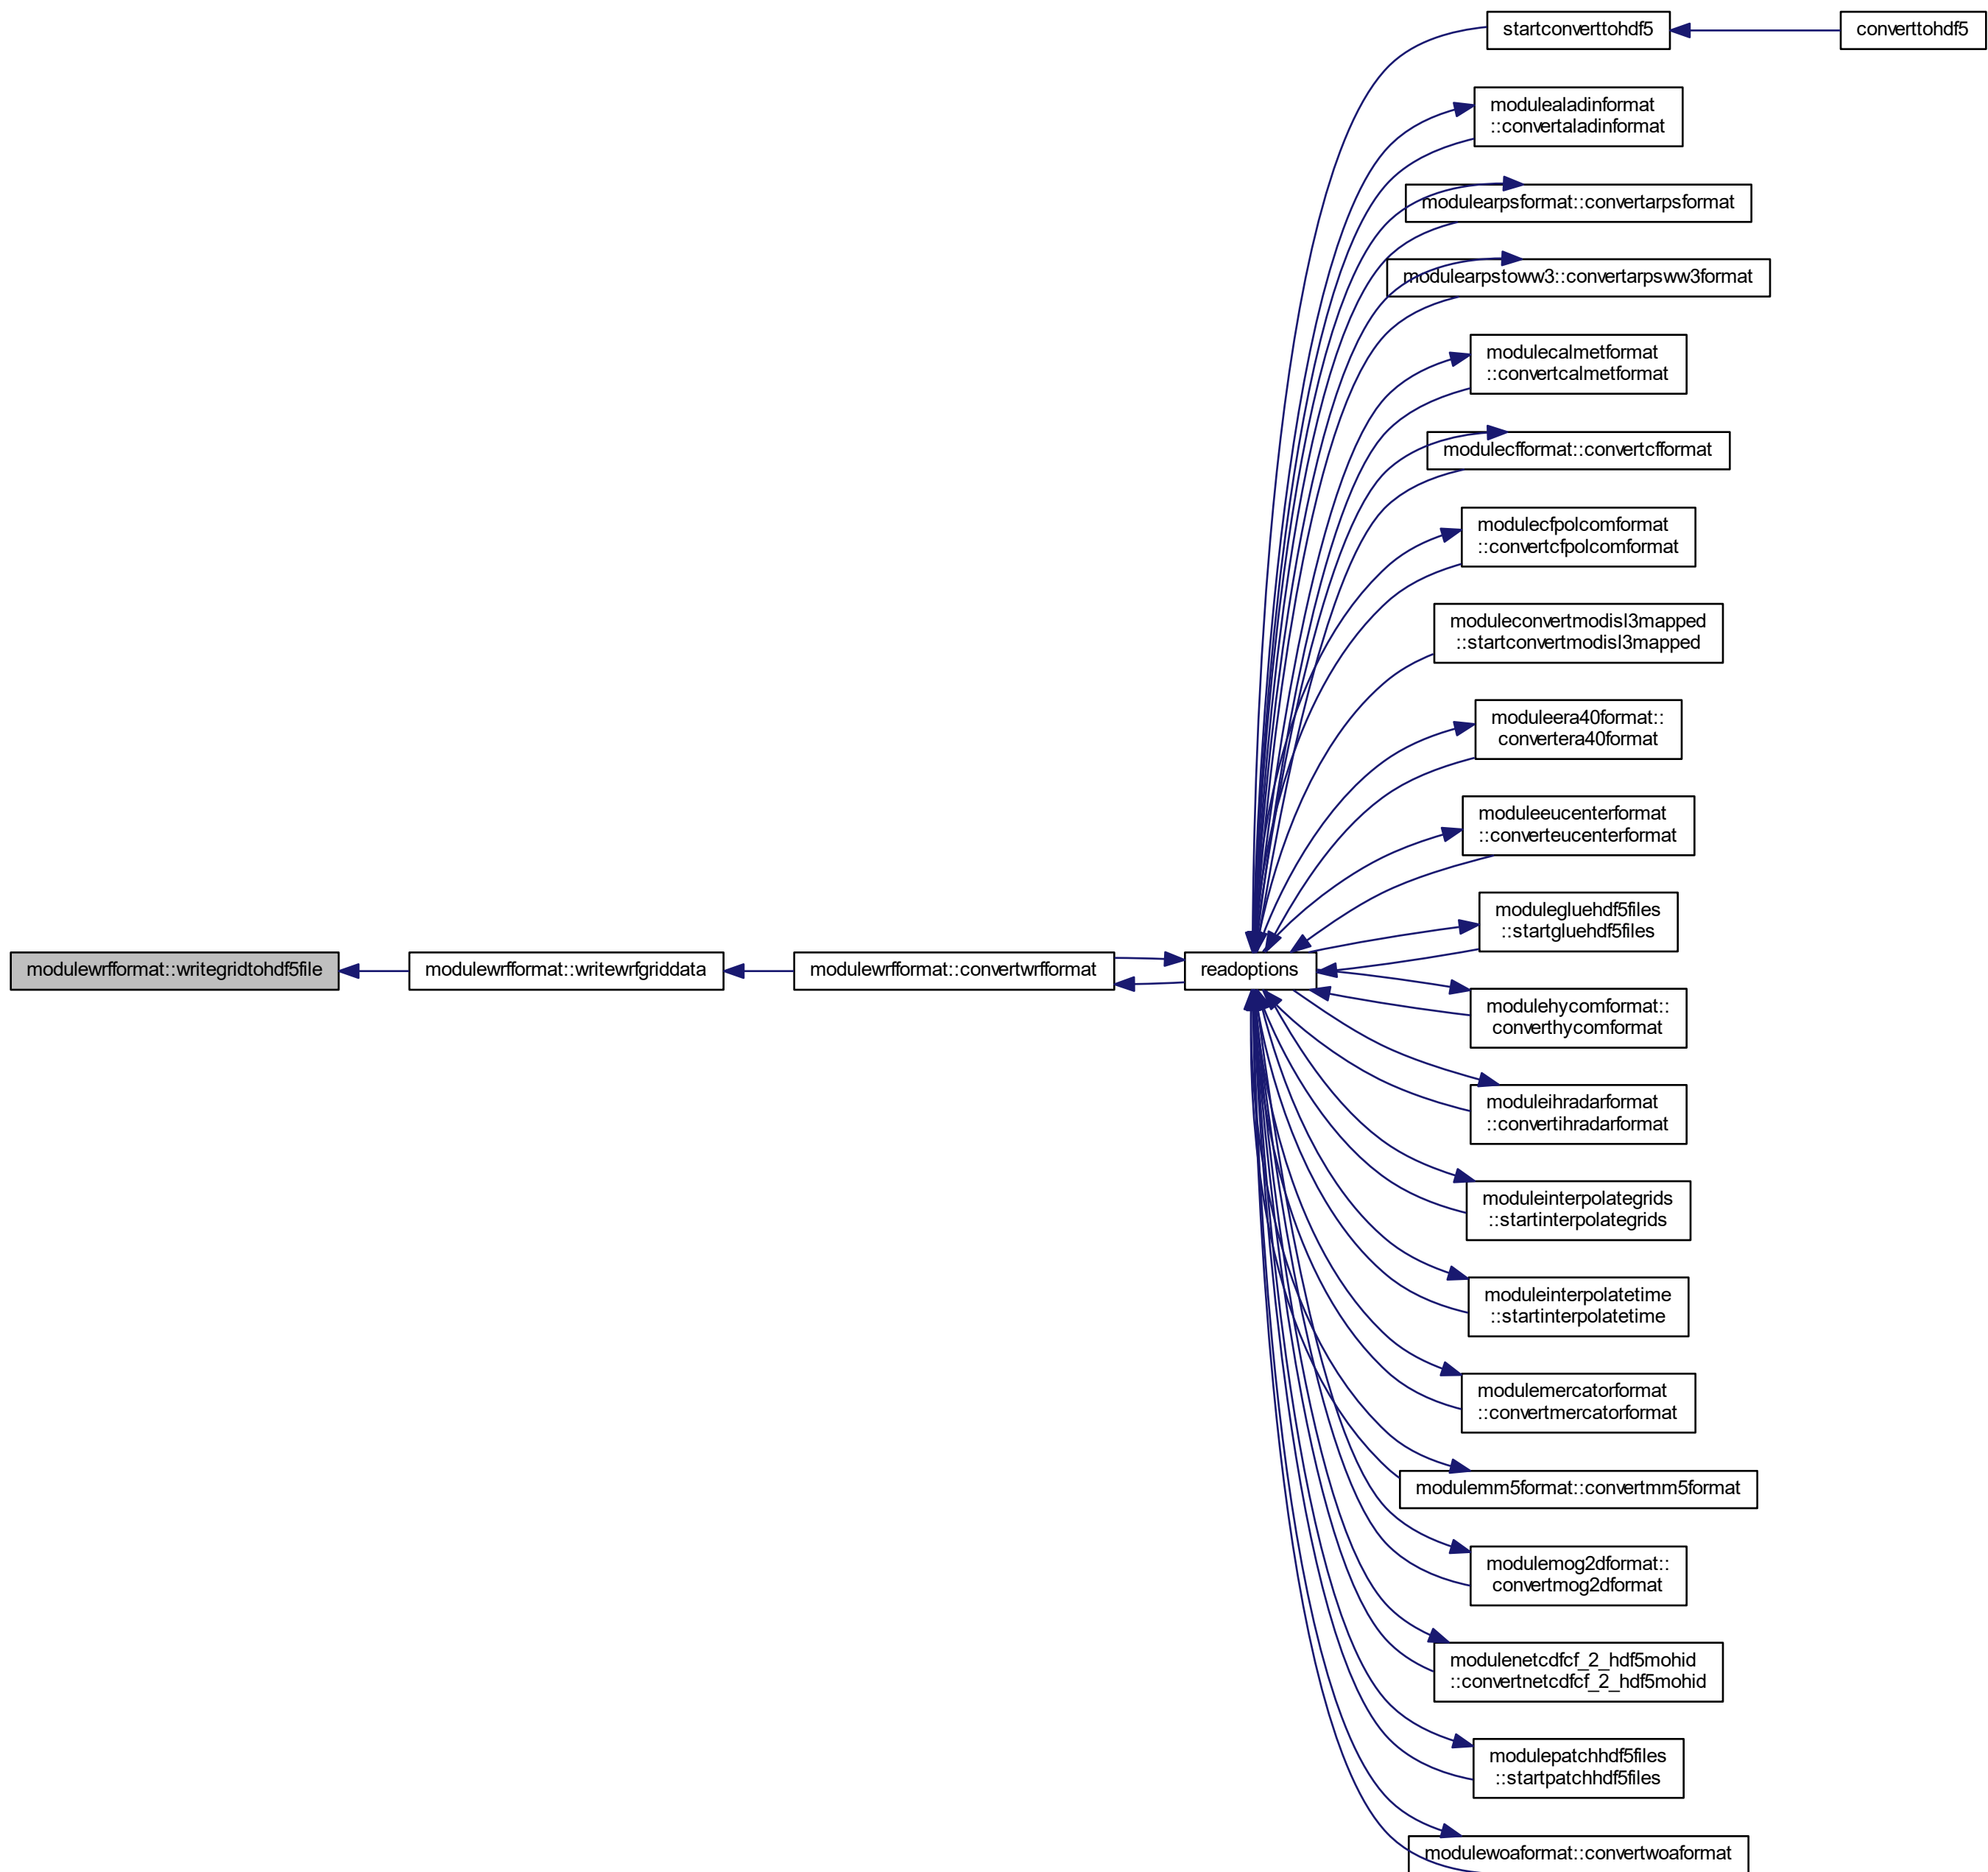 startconverttohdf5
converttohdf5
modulealadinformat
::convertaladinformat
modulearpsformat::convertarpsformat
modulearpstoww3::convertarpsww3format
modulecalmetformat
::convertcalmetformat
modulecfformat::convertcfformat
modulecfpolcomformat
::convertcfpolcomformat
moduleconvertmodisl3mapped
::startconvertmodisl3mapped
moduleera40format::
convertera40format
moduleeucenterformat
::converteucenterformat
modulegluehdf5files
::startgluehdf5files
modulewrfformat::writegridtohdf5file
modulewrfformat::writewrfgriddata
modulewrfformat::convertwrfformat
readoptions
modulehycomformat::
converthycomformat
moduleihradarformat
::convertihradarformat
moduleinterpolategrids
::startinterpolategrids
moduleinterpolatetime
::startinterpolatetime
modulemercatorformat
::convertmercatorformat
modulemm5format::convertmm5format
modulemog2dformat::
convertmog2dformat
modulenetcdfcf_2_hdf5mohid
::convertnetcdfcf_2_hdf5mohid
modulepatchhdf5files
::startpatchhdf5files
modulewoaformat::convertwoaformat